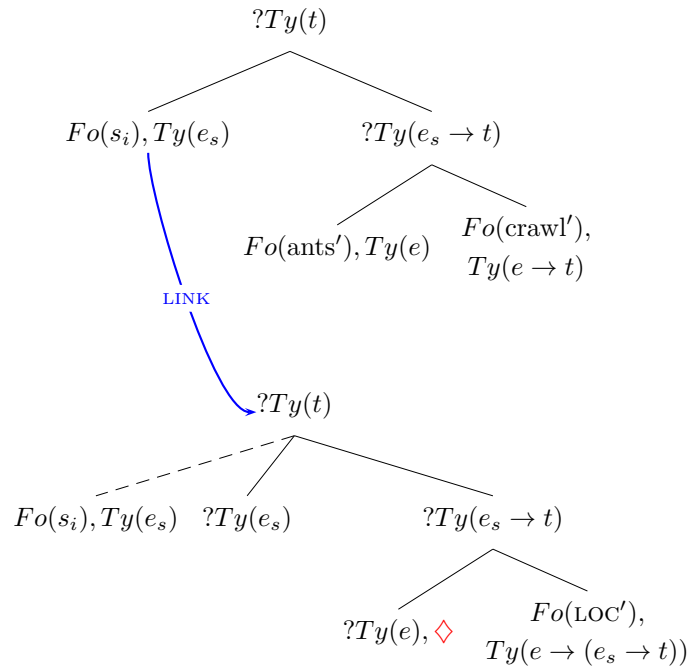 ?Ty(t)
Fo(s_i), Ty(e_s) ?Ty(e_s → t)
Fo(ants′), Ty(e) Fo(crawl′),
Ty(e → t)
LINK
?Ty(t)
Fo(s_i), Ty(e_s) ?Ty(e_s) ?Ty(e_s → t)
?Ty(e), ♢ Fo(LOC′),
Ty(e → (e_s → t))